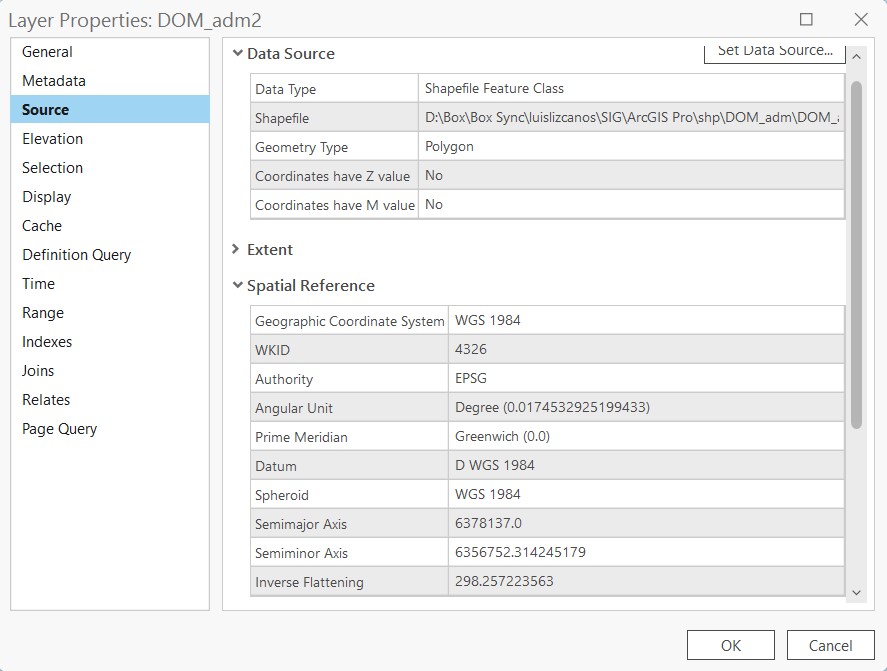 Layer Properties: DOM_adm2
General
Metadata
Source
Elevation
Selection
Display
Cache
Definition Query
Time
Range
Indexes
Joins
Relates
Page Query
Data Source
Set Data Source...
Data Type Shapefile Feature Class
Shapefile D:\Box\Box Sync\luislizcanos\SIG\ArcGIS Pro\shp\DOM_adm\DOM_
Geometry Type Polygon
Coordinates have Z value No
Coordinates have M value No
Extent
Spatial Reference
Geographic Coordinate System WGS 1984
WKID 4326
Authority EPSG
Angular Unit Degree (0.0174532925199433)
Prime Meridian Greenwich (0.0)
Datum D WGS 1984
Spheroid WGS 1984
Semimajor Axis 6378137.0
Semiminor Axis 6356752.314245179
Inverse Flattening 298.257223563
OK Cancel